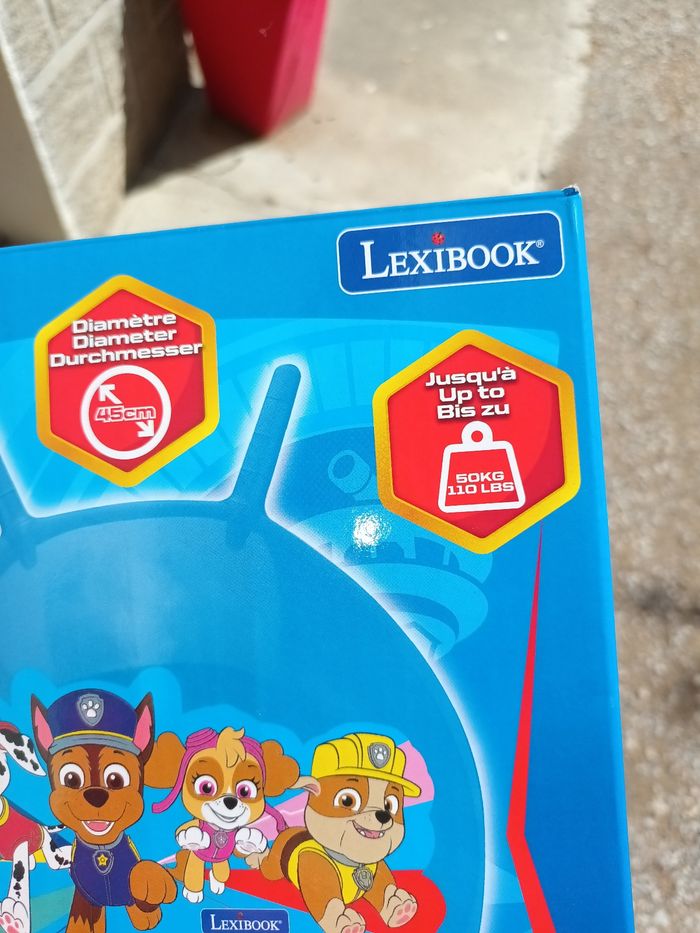 LEXIBOOK®
Diamètre
Diameter
Durchmesser
45cm
Jusqu'à
Up to
Bis zu
50KG
110 LBS
LEXIBOOK®